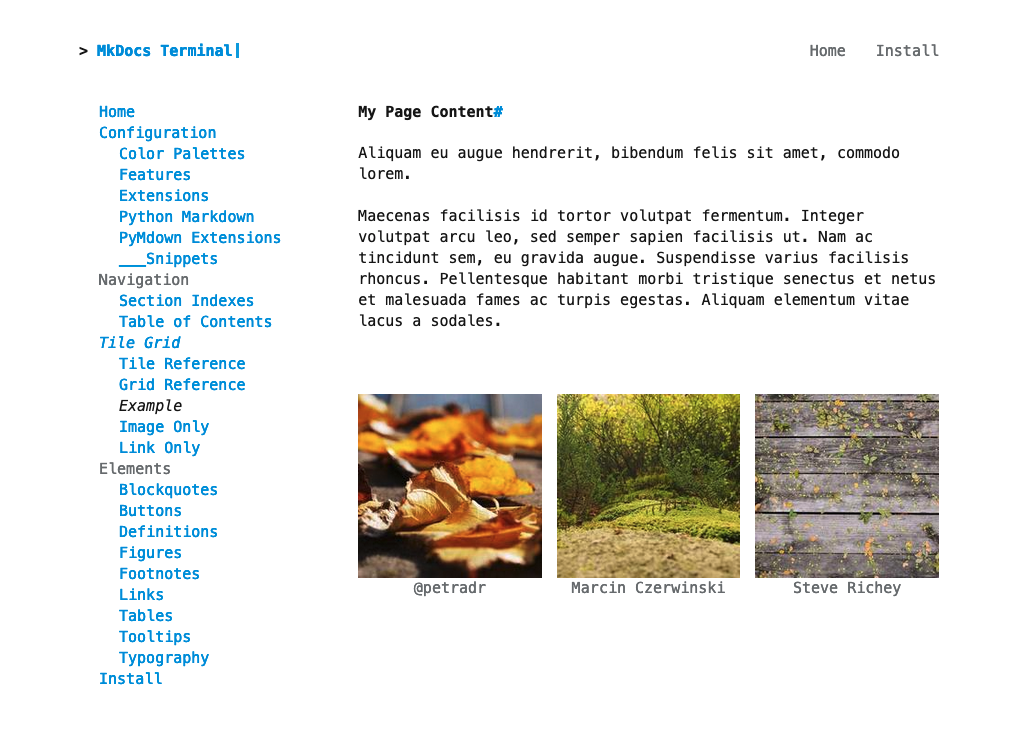 > MkDocs Terminal|
Home Install
Home
Configuration
Color Palettes
Features
Extensions
Python Markdown
PyMdown Extensions
___Snippets
Navigation
Section Indexes
Table of Contents
Tile Grid
Tile Reference
Grid Reference
Example
Image Only
Link Only
Elements
Blockquotes
Buttons
Definitions
Figures
Footnotes
Links
Tables
Tooltips
Typography
Install
My Page Content#
Aliquam eu augue hendrerit, bibendum felis sit amet, commodo
lorem.
Maecenas facilisis id tortor volutpat fermentum. Integer
volutpat arcu leo, sed semper sapien facilisis ut. Nam ac
tincidunt sem, eu gravida augue. Suspendisse varius facilisis
rhoncus. Pellentesque habitant morbi tristique senectus et netus
et malesuada fames ac turpis egestas. Aliquam elementum vitae
lacus a sodales.
@petradr
Marcin Czerwinski
Steve Richey